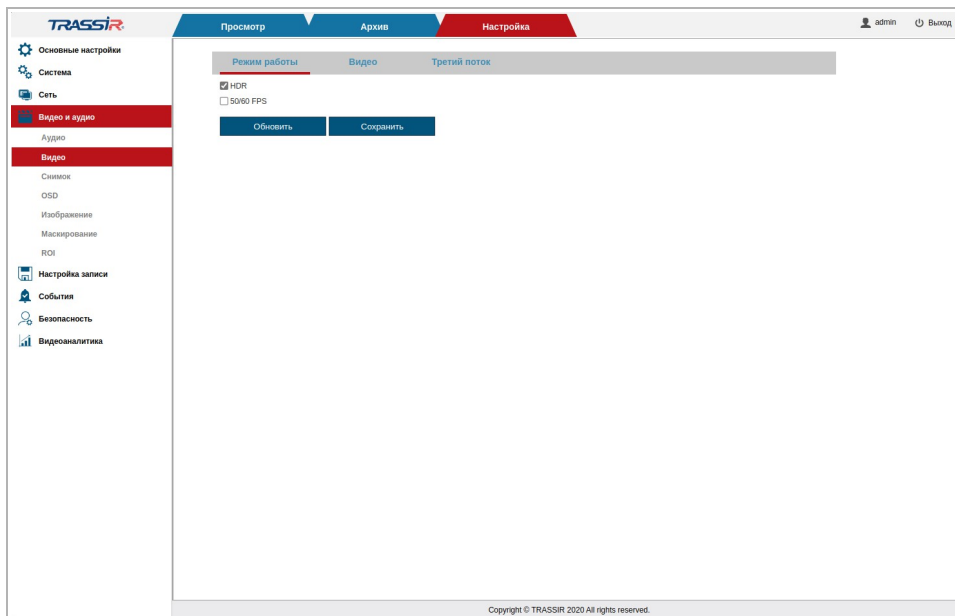 TRASSIR
Просмотр
Архив
Настройка
admin
Выход
Основные настройки
Система
Сеть
Видео и аудио
Аудио
Видео
Снимок
OSD
Изображение
Маскирование
ROI
Настройка записи
События
Безопасность
Видеоаналитика
Режим работы
Видео
Третий поток
HDR
50/60 FPS
Обновить
Сохранить
Copyright © TRASSIR 2020 All rights reserved.